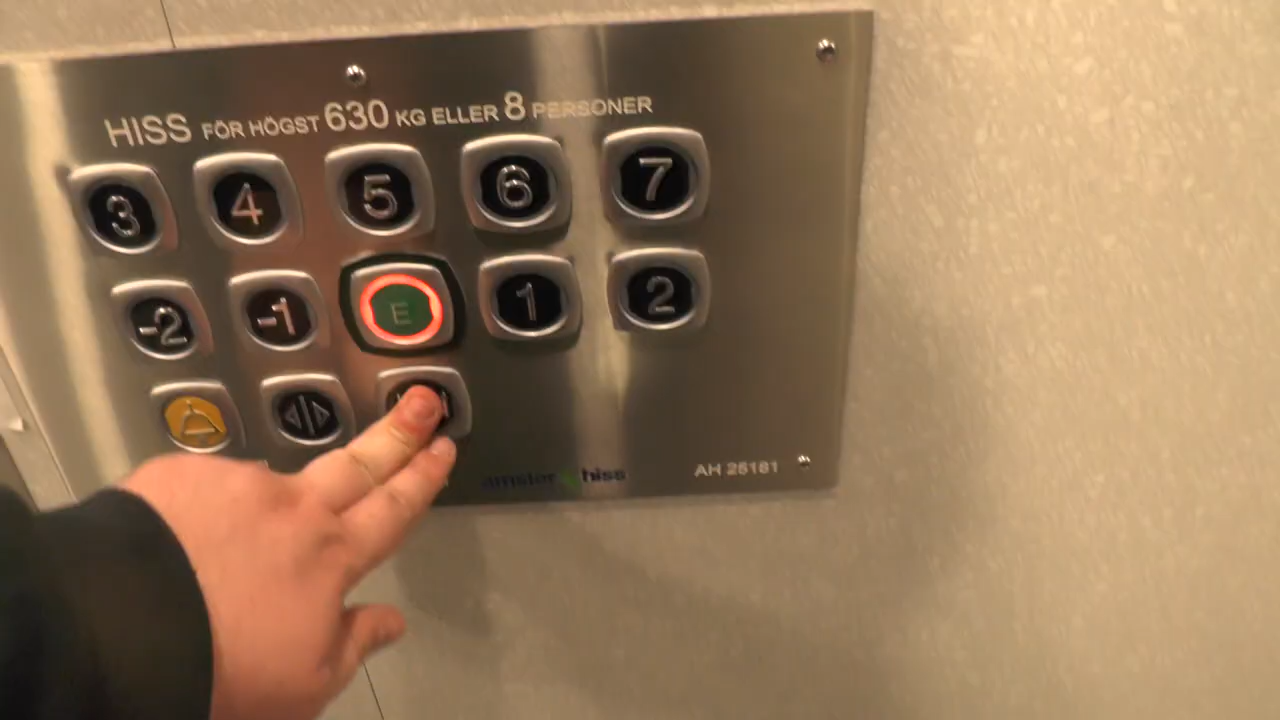 HISS FÖR HÖGST 630 KG ELLER 8 PERSONER
3 4 5 6 7
-2 -1 E 1 2
amster hiss
AH 25181